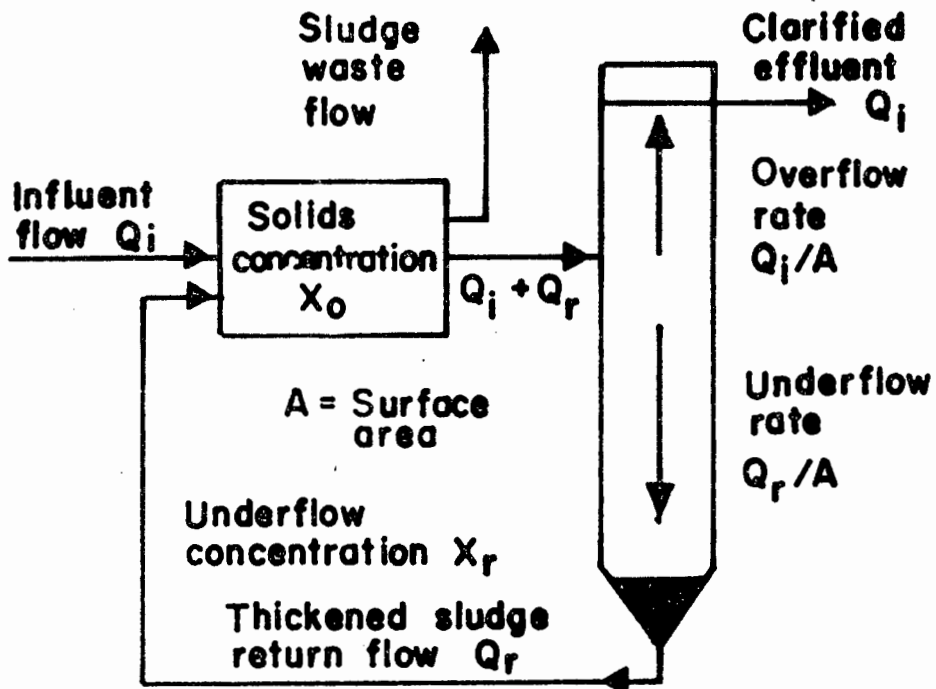 Sludge
waste
flow
Clarified
effluent
Qi
Influent
flow Qi
Solids
concentration
Xo
Qi + Qr
Overflow
rate
Qi/A
A = Surface
area
Underflow
rate
Qr/A
Underflow
concentration Xr
Thickened sludge
return flow Qr